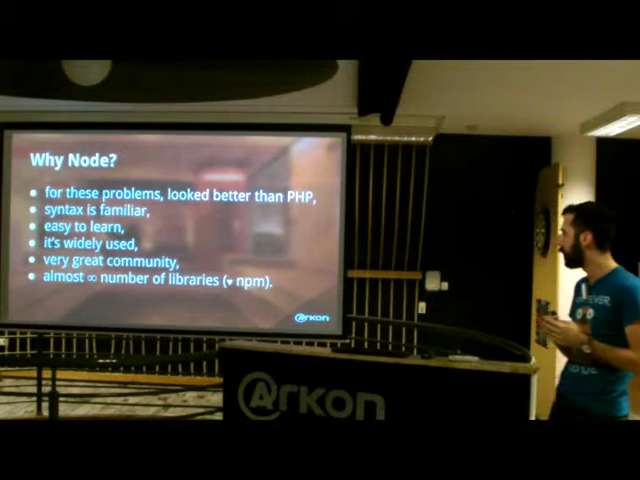 Why Node?
• for these problems, looked better than PHP,
• syntax is familiar,
• easy to learn,
• it's widely used,
• very great community,
• almost ∞ number of libraries (♥ npm).
Arkon
Arkon